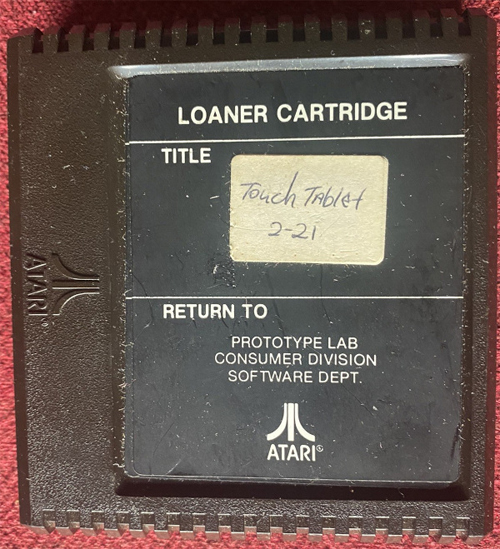 LOANER CARTRIDGE
TITLE
Touch Tablet
2-21
RETURN TO
PROTOTYPE LAB
CONSUMER DIVISION
SOFTWARE DEPT.
ATARI®
ATARI®